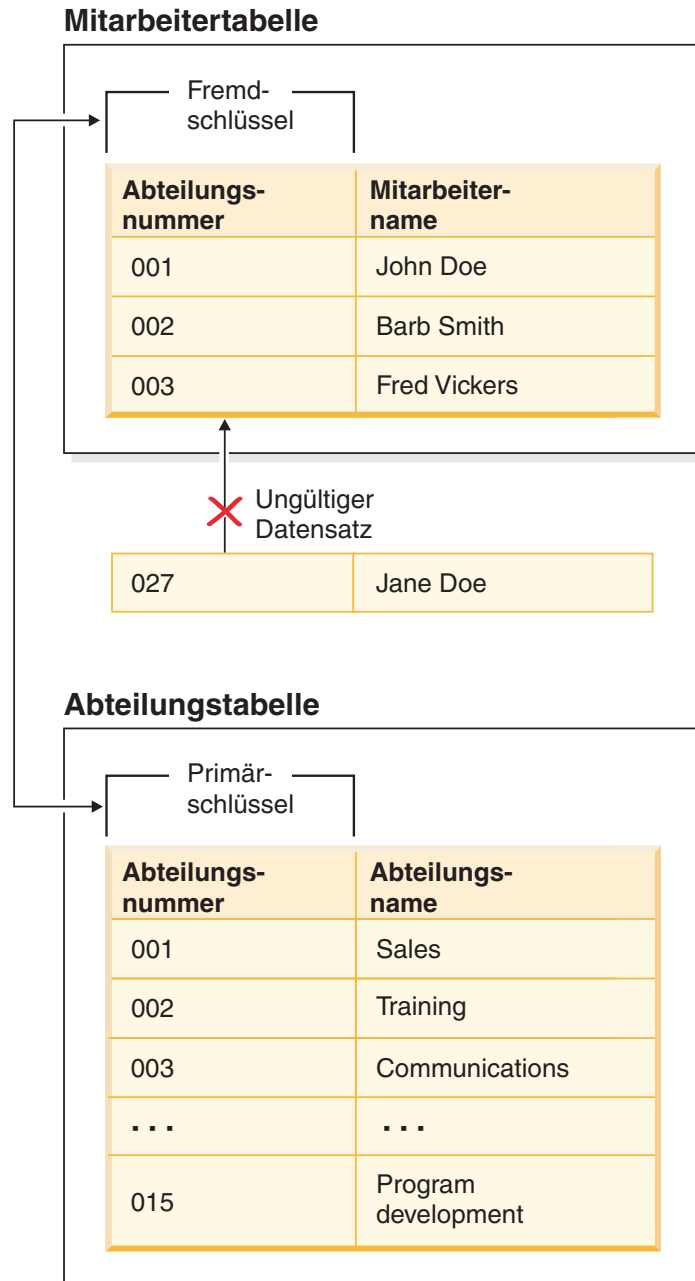 Mitarbeitertabelle
Fremd-
schlüssel
Abteilungs-
nummer
Mitarbeiter-
name
001
John Doe
002
Barb Smith
003
Fred Vickers
Ungültiger
Datensatz
027
Jane Doe
Abteilungstabelle
Primär-
schlüssel
Abteilungs-
nummer
Abteilungs-
name
001
Sales
002
Training
003
Communications
. . .
. . .
015
Program
development